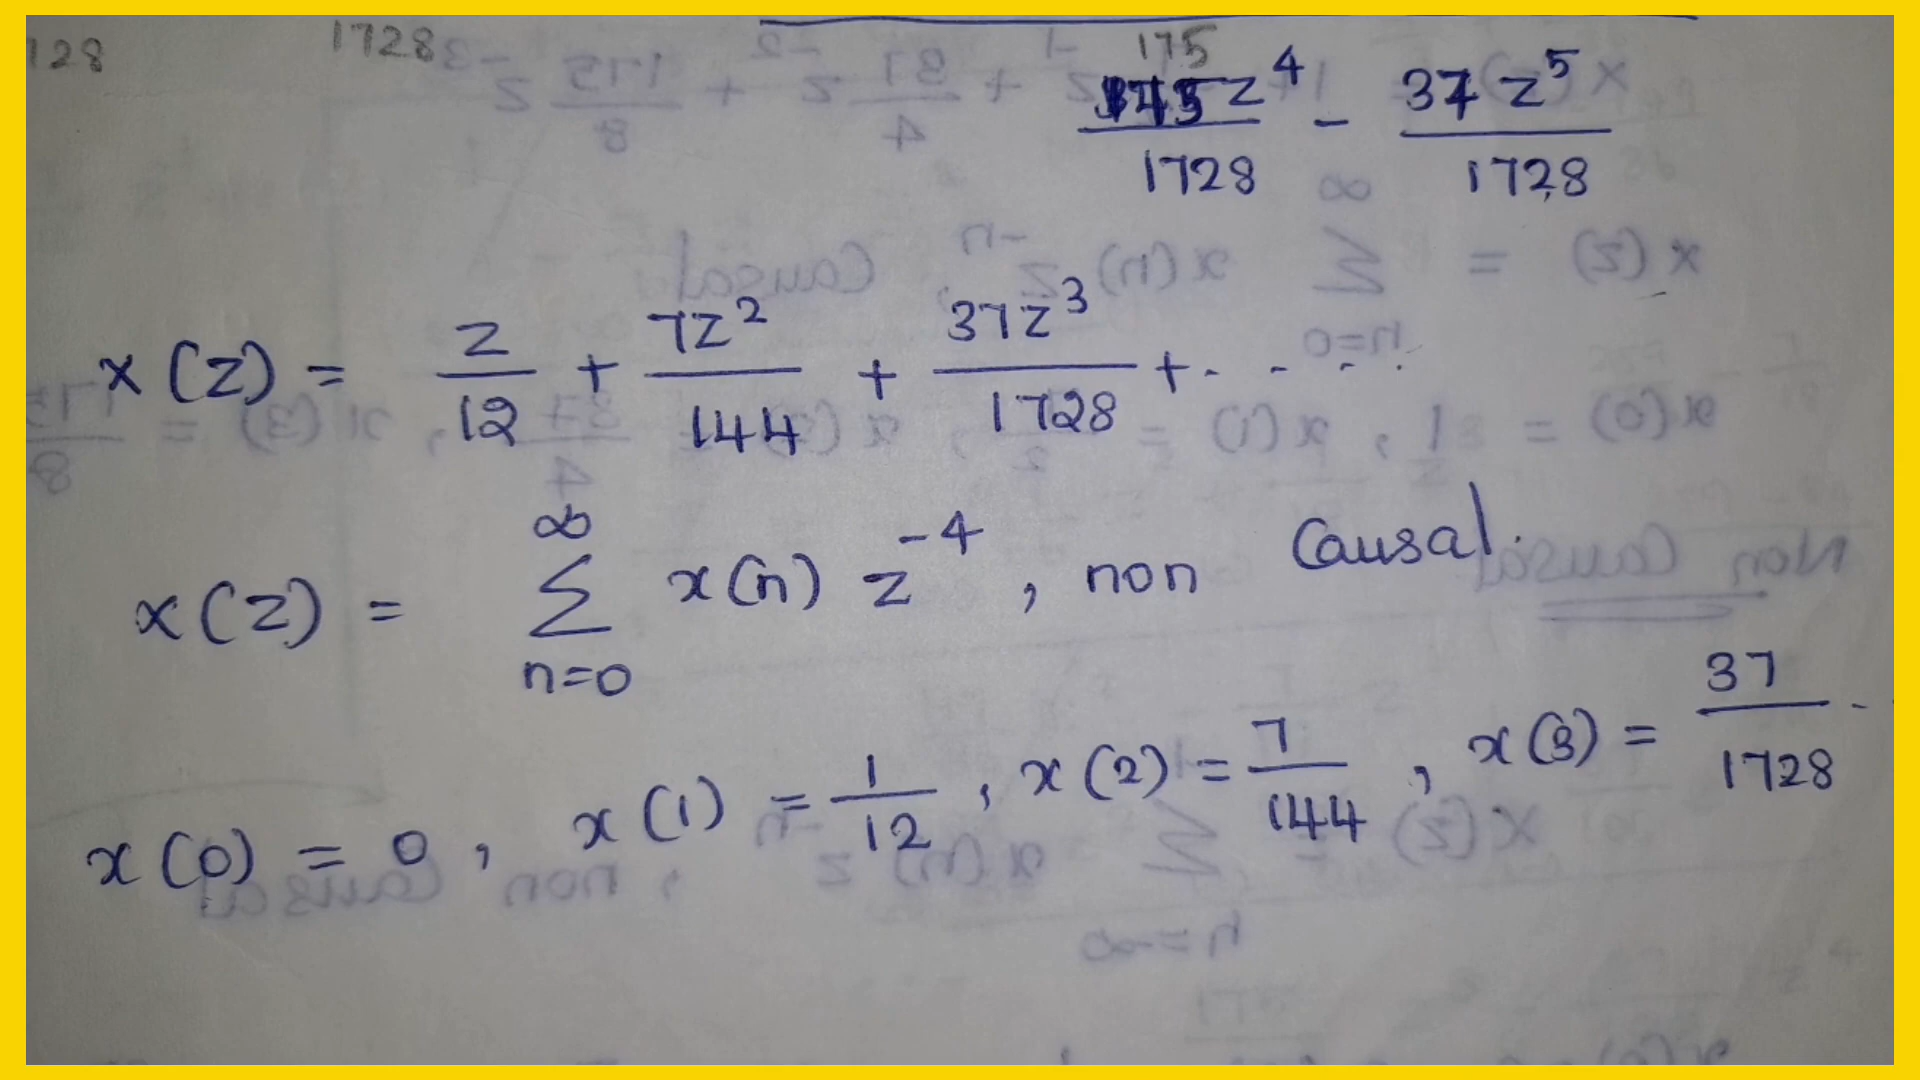 128 1728 175
175z⁴/1728 - 37z⁵/1728
x(z) = z/12 + 7z²/144 + 37z³/1728 + . - - - .
x(z) = ∞ Σ n=0 x(n) z⁻⁴, non Causal.
x(0) = 0, x(1) = 1/12, x(2) = 7/144, x(3) = 37/1728 - -